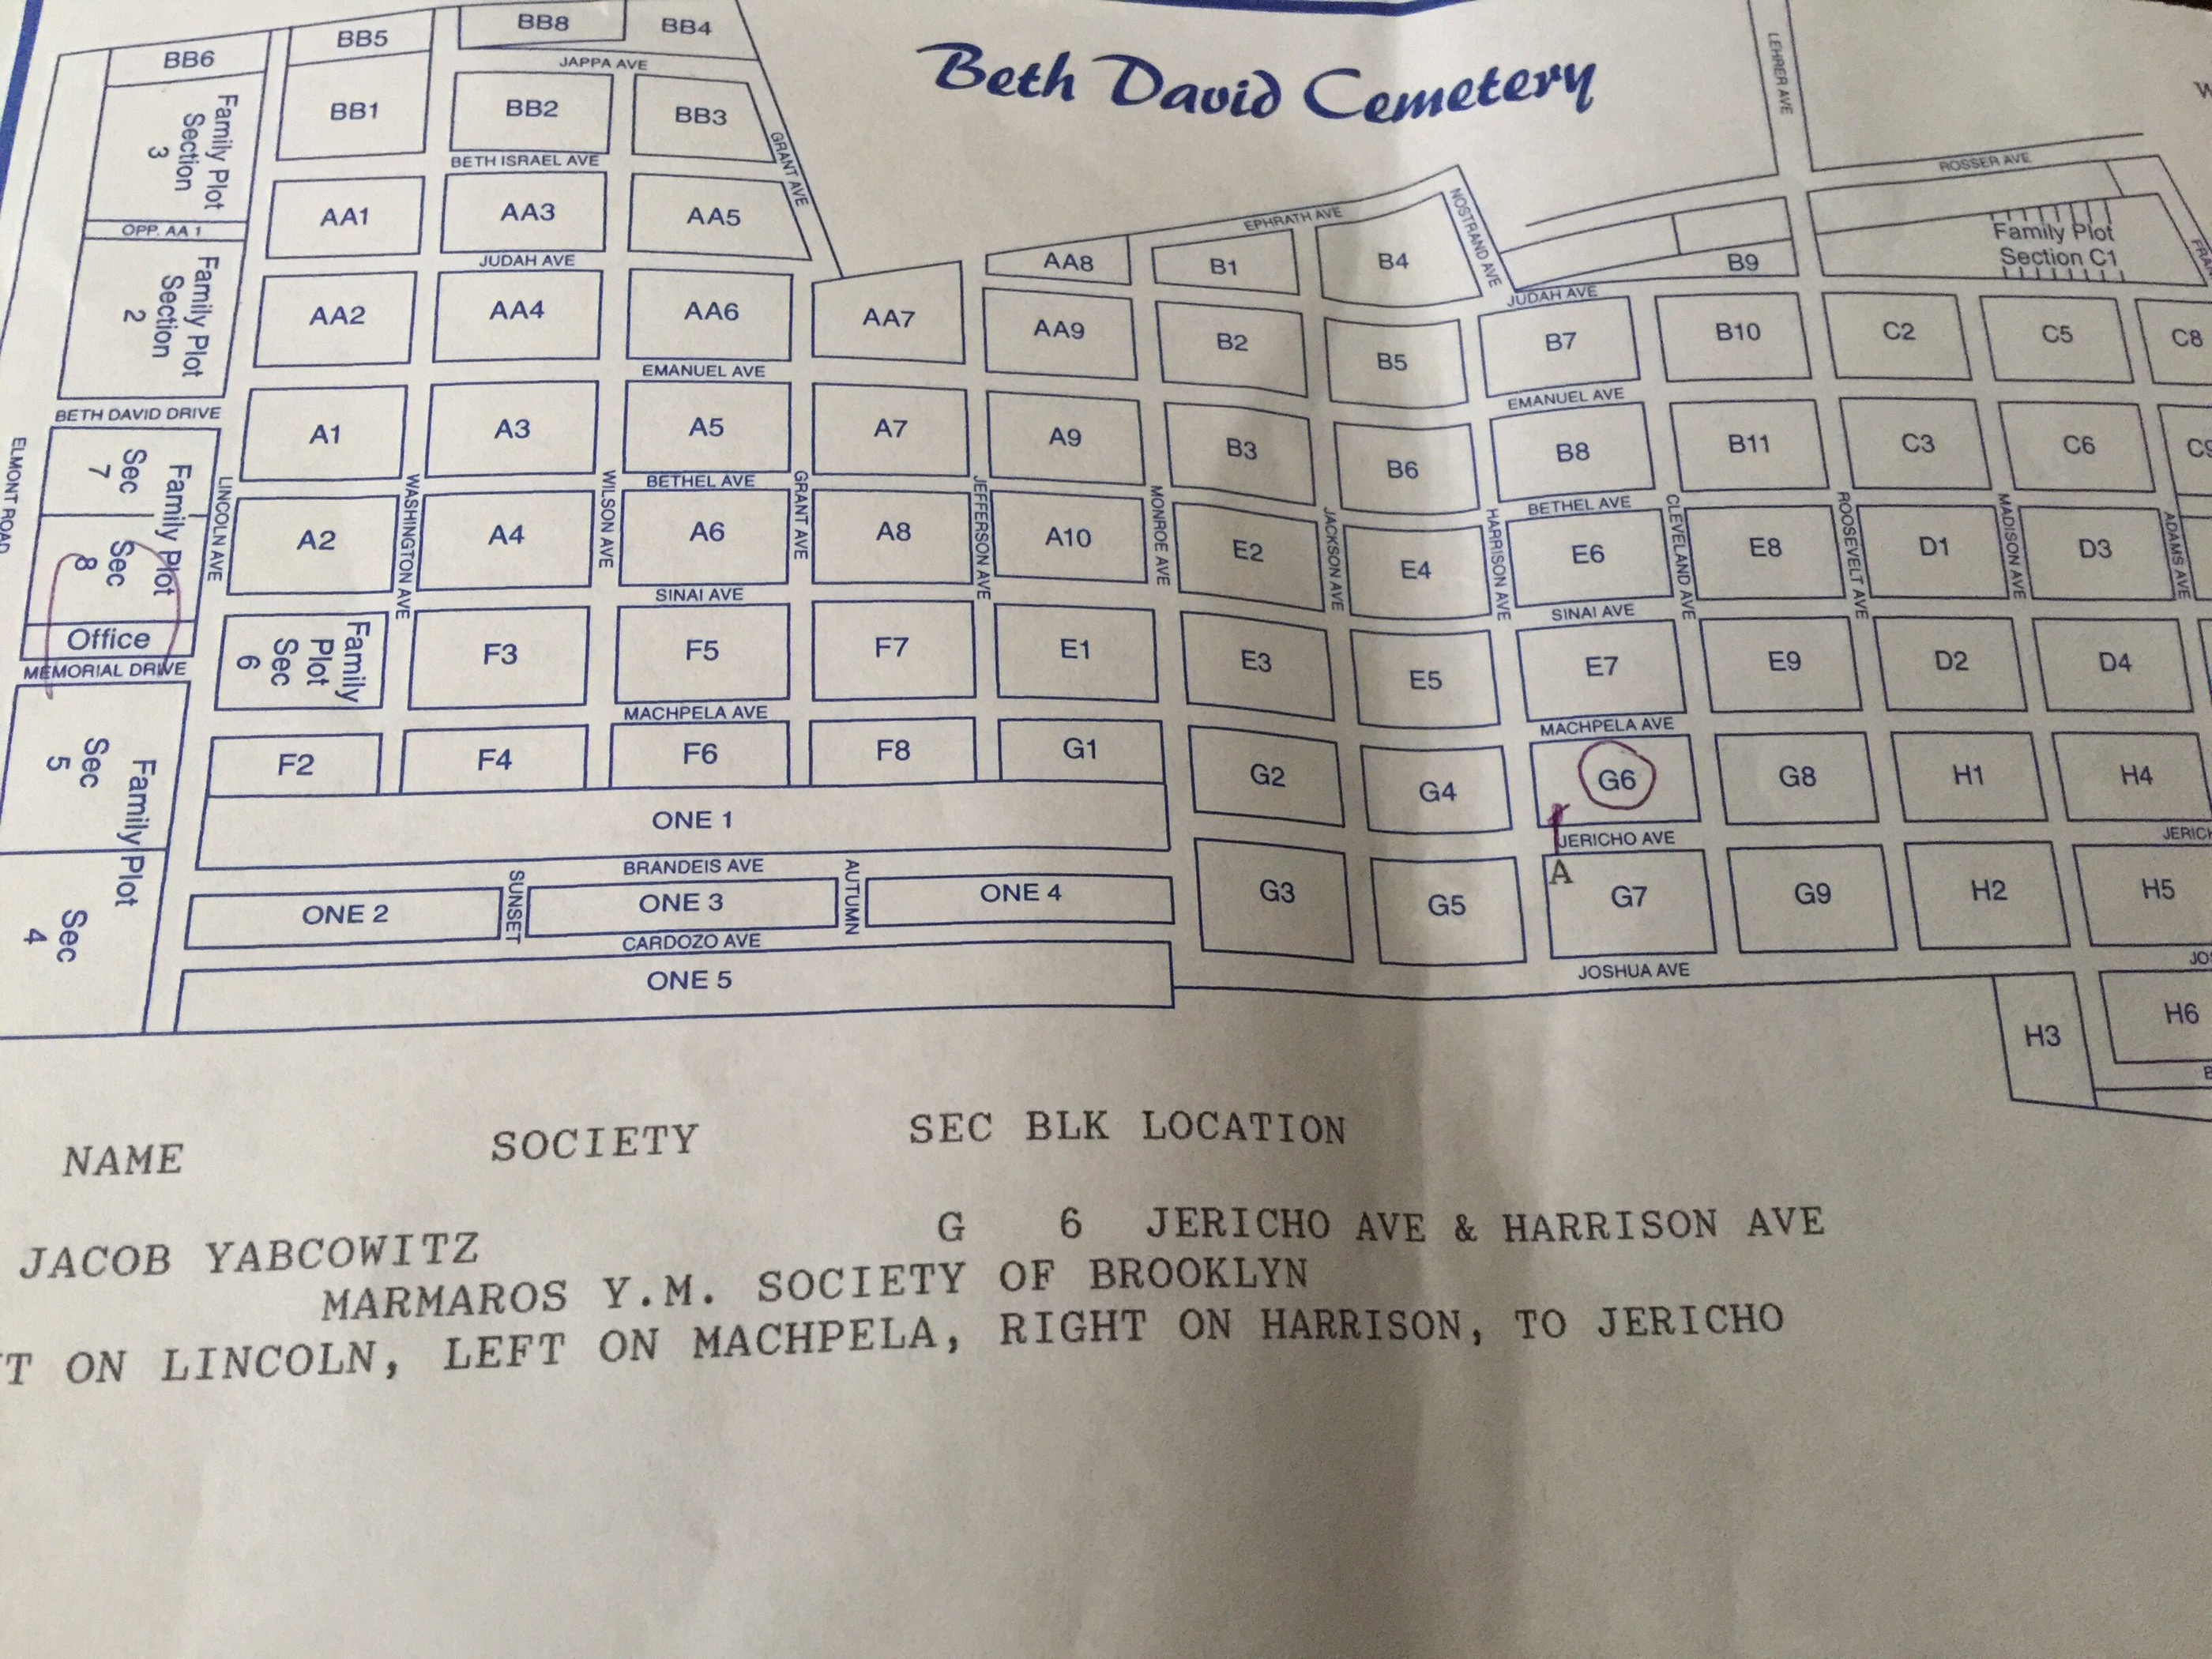 Beth David Cemetery
BB6 BB5 BB8 BB4
JAPPA AVE
LEHRER AVE
Family Plot Section 3
BB1 BB2 BB3
GRANT AVE
BETH ISRAEL AVE
ROSSER AVE
OPP. AA 1
AA1 AA3 AA5
EPHRATH AVE
NOSTRAND AVE
Family Plot
Section C1
JUDAH AVE
AA8 B1 B4 B9
JUDAH AVE
Family Plot Section 2
AA2 AA4 AA6 AA7 AA9 B2 B5 B7 B10 C2 C5 C8
EMANUEL AVE
EMANUEL AVE
BETH DAVID DRIVE
ELMONT ROAD
Family Plot Sec 7
A1 A3 A5 A7 A9 B3 B6 B8 B11 C3 C6
BETHEL AVE
BETHEL AVE
LINCOLN AVE
WASHINGTON AVE
WILSON AVE
GRANT AVE
JEFFERSON AVE
MONROE AVE
JACKSON AVE
HARRISON AVE
CLEVELAND AVE
ROOSEVELT AVE
MADISON AVE
ADAMS AVE
Family Plot Sec 8
A2 A4 A6 A8 A10 E2 E4 E6 E8 D1 D3
SINAI AVE
SINAI AVE
Office
MEMORIAL DRIVE
Family Plot Sec 6
F3 F5 F7 E1 E3 E5 E7 E9 D2 D4
MACHPELA AVE
MACHPELA AVE
Family Plot Sec 5
F2 F4 F6 F8 G1 G2 G4 G6 G8 H1 H4
ONE 1
JERICHO AVE
A
BRANDEIS AVE
SUNSET
AUTUMN
Sec 4
ONE 2 ONE 3 ONE 4 G3 G5 G7 G9 H2 H5
CARDOZO AVE
JOSHUA AVE
ONE 5
H3 H6
NAME SOCIETY SEC BLK LOCATION
JACOB YABCOWITZ G 6 JERICHO AVE & HARRISON AVE
MARMAROS Y.M. SOCIETY OF BROOKLYN
T ON LINCOLN, LEFT ON MACHPELA, RIGHT ON HARRISON, TO JERICHO